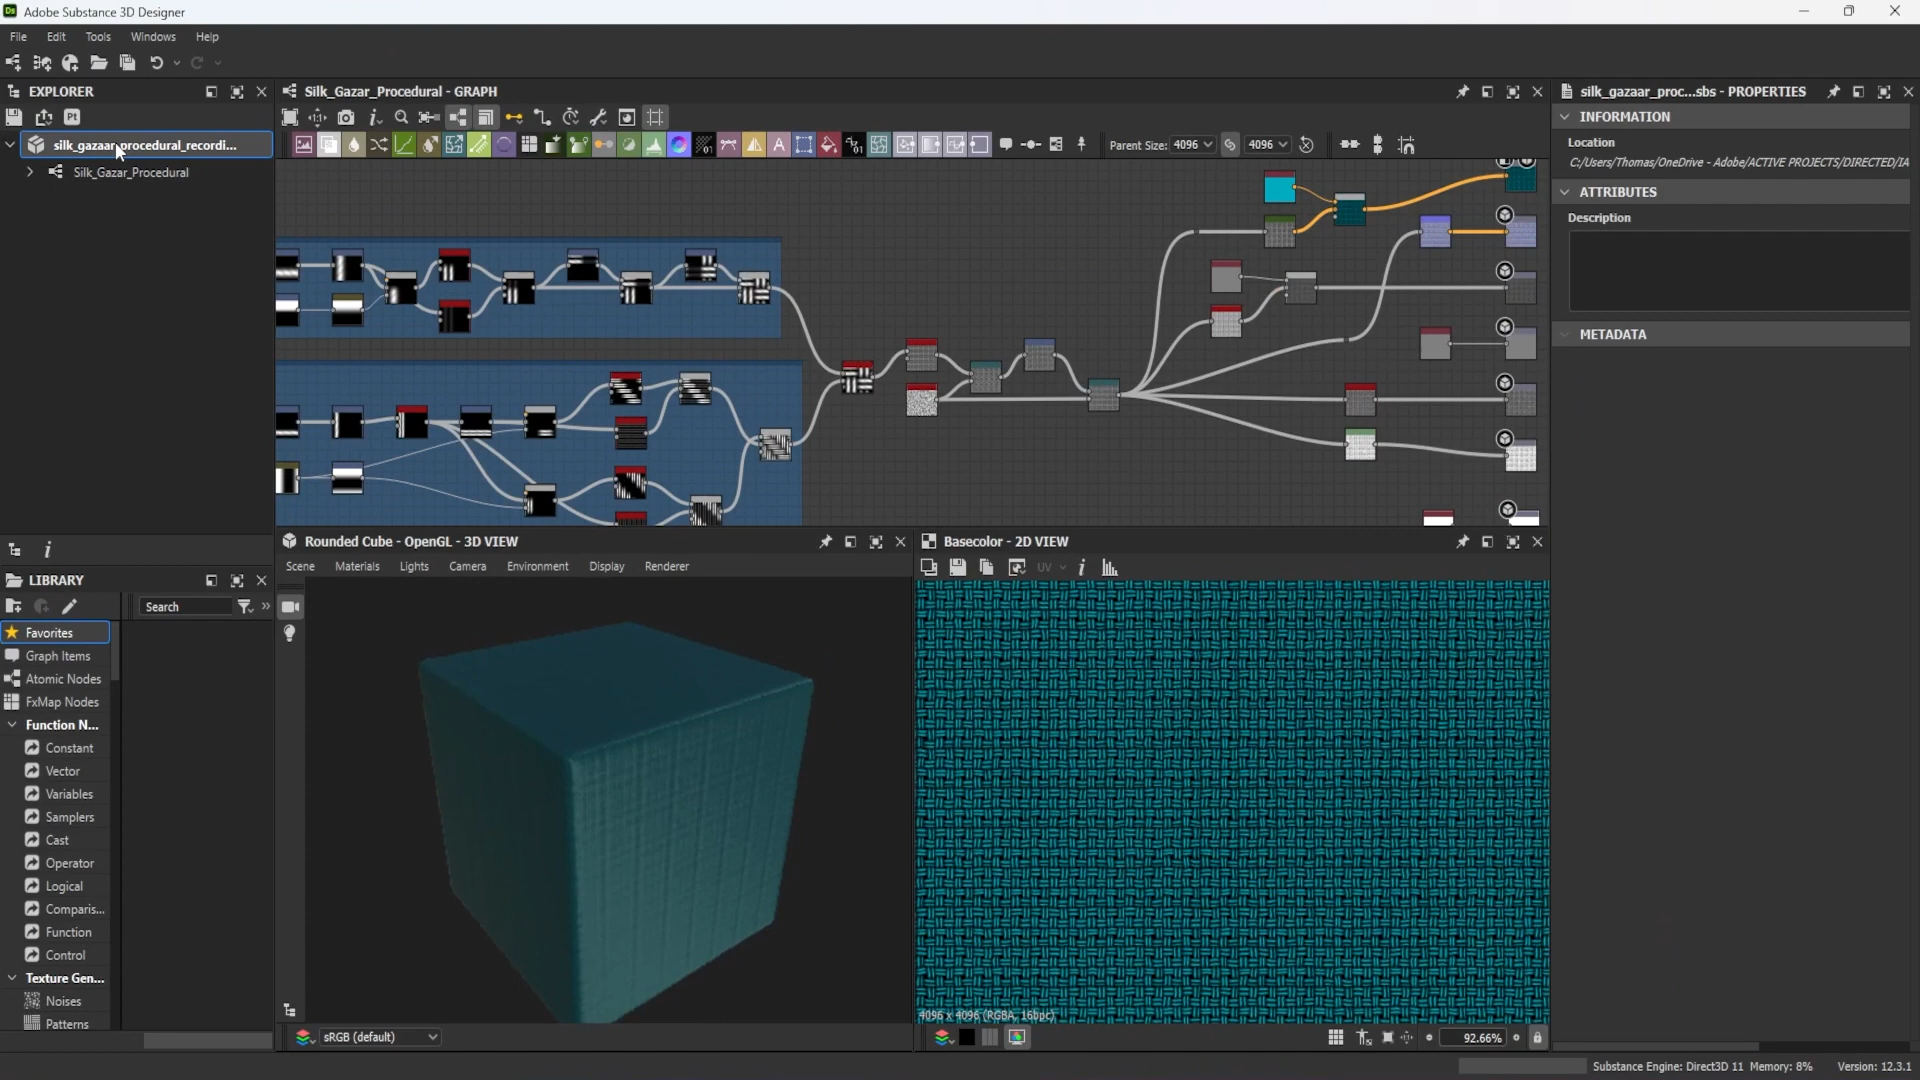 Adobe Substance 3D Designer
File Edit Tools Windows Help
EXPLORER
Pt
silk_gazaar_procedural_recordi...
Silk_Gazar_Procedural
Silk_Gazar_Procedural - GRAPH
Parent Size: 4096 4096
silk_gazaar_proc...sbs - PROPERTIES
INFORMATION
Location
C:/Users/Thomas/OneDrive - Adobe/ACTIVE PROJECTS/DIRECTED/IA
ATTRIBUTES
Description
METADATA
LIBRARY
Search
Favorites
Graph Items
Atomic Nodes
FxMap Nodes
Function N...
Constant
Vector
Variables
Samplers
Cast
Operator
Logical
Comparis...
Function
Control
Texture Gen...
Noises
Patterns
Rounded Cube - OpenGL - 3D VIEW
Scene Materials Lights Camera Environment Display Renderer
sRGB (default)
Basecolor - 2D VIEW
UV
4096 x 4096 (RGBA, 16bpc)
92.66%
Substance Engine: Direct3D 11 Memory: 8% Version: 12.3.1